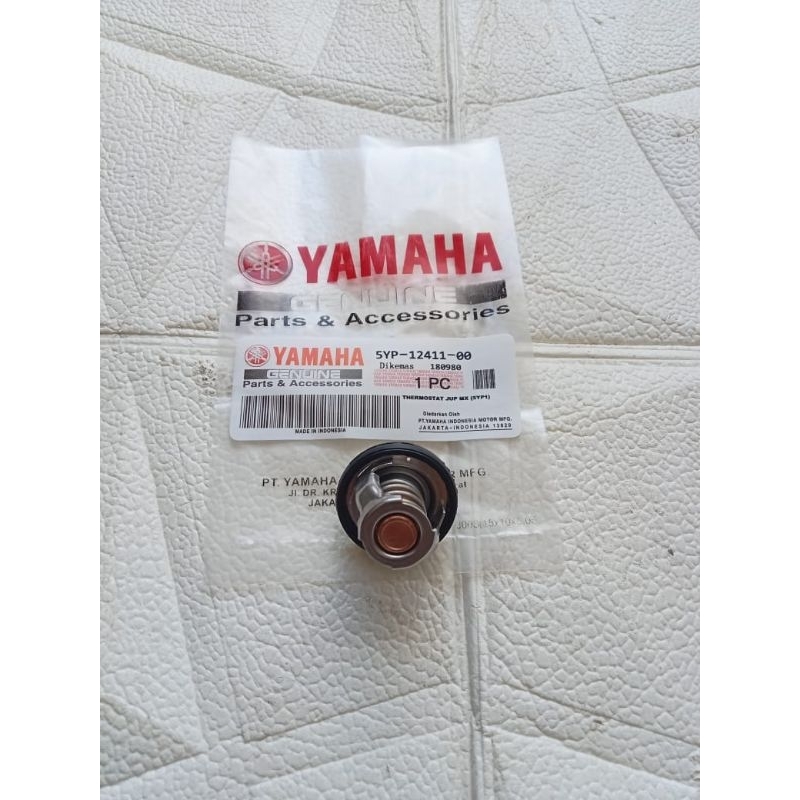 YAMAHA
GENUINE
Parts & Accessories
YAMAHA
GENUINE
Parts & Accessories
5YP-12411-00
Dikemas 180980
1 PC
THERMOSTAT JUP MX (5YP1)
MADE IN INDONESIA
Diedarkan Oleh
PT.YAMAHA INDONESIA MOTOR MFG.
JAKARTA-INDONESIA 13920
PT. YAMAHA
R MFG
JL. DR. KR
JAKA